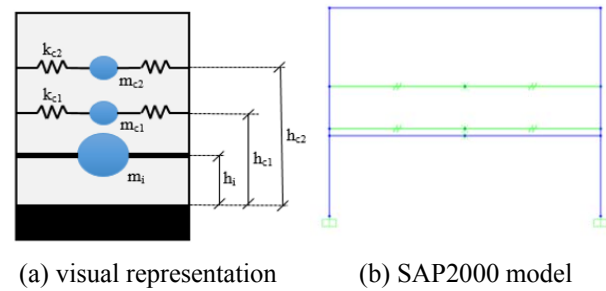 k_c2
m_c2
k_c1
m_c1
h_c2
h_c1
m_i
h_i
(a) visual representation
(b) SAP2000 model